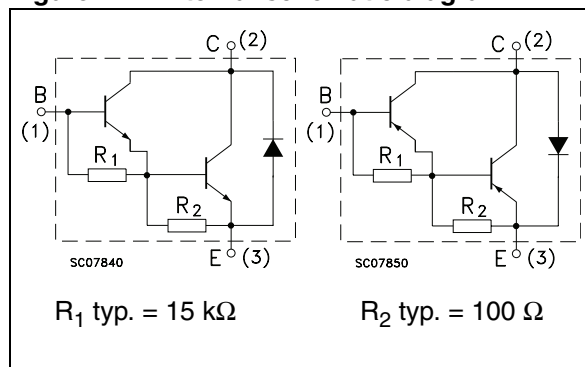 C (2) C (2)
B B
(1) (1)
R1 R1
R2 R2
SC07840 E (3) SC07850 E (3)
R1 typ. = 15 kΩ R2 typ. = 100 Ω